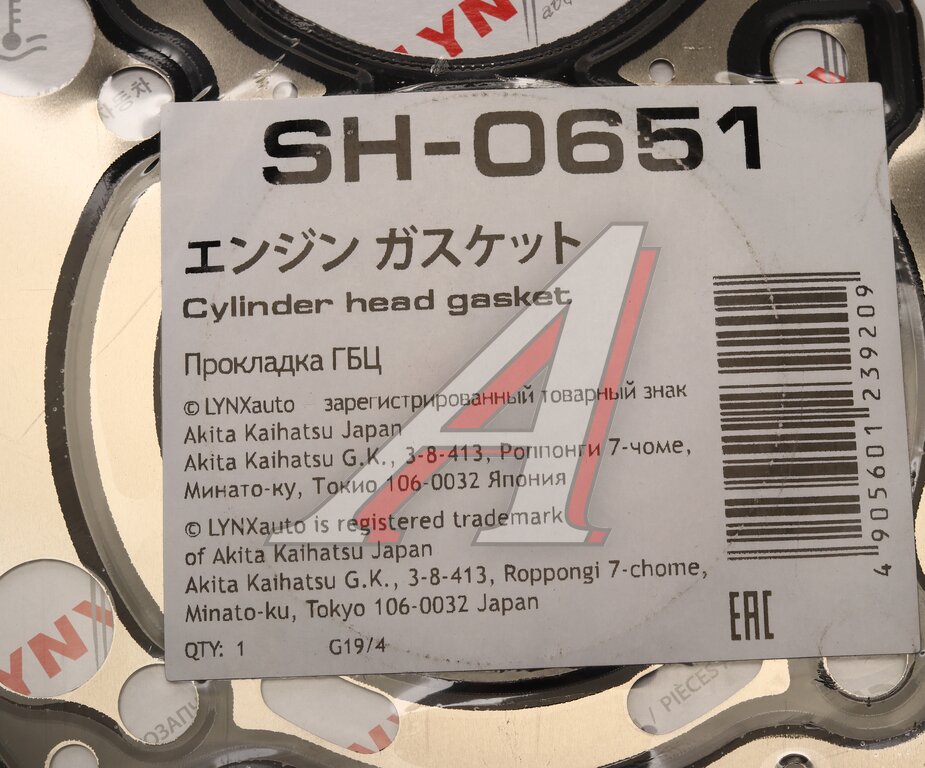 LYNX
SH-0651
エンジン ガスケット
Cylinder head gasket
Прокладка ГБЦ
© LYNXauto зарегистрированный товарный знак
Akita Kaihatsu Japan
Akita Kaihatsu G.K., 3-8-413, Роппонги 7-чоме,
Минато-ку, Токио 106-0032 Япония
© LYNXauto is registered trademark
of Akita Kaihatsu Japan
Akita Kaihatsu G.K., 3-8-413, Roppongi 7-chome,
Minato-ku, Tokyo 106-0032 Japan
QTY: 1 G19/4
4 905601 239209
EAC
LYNX
/ PIÈCES